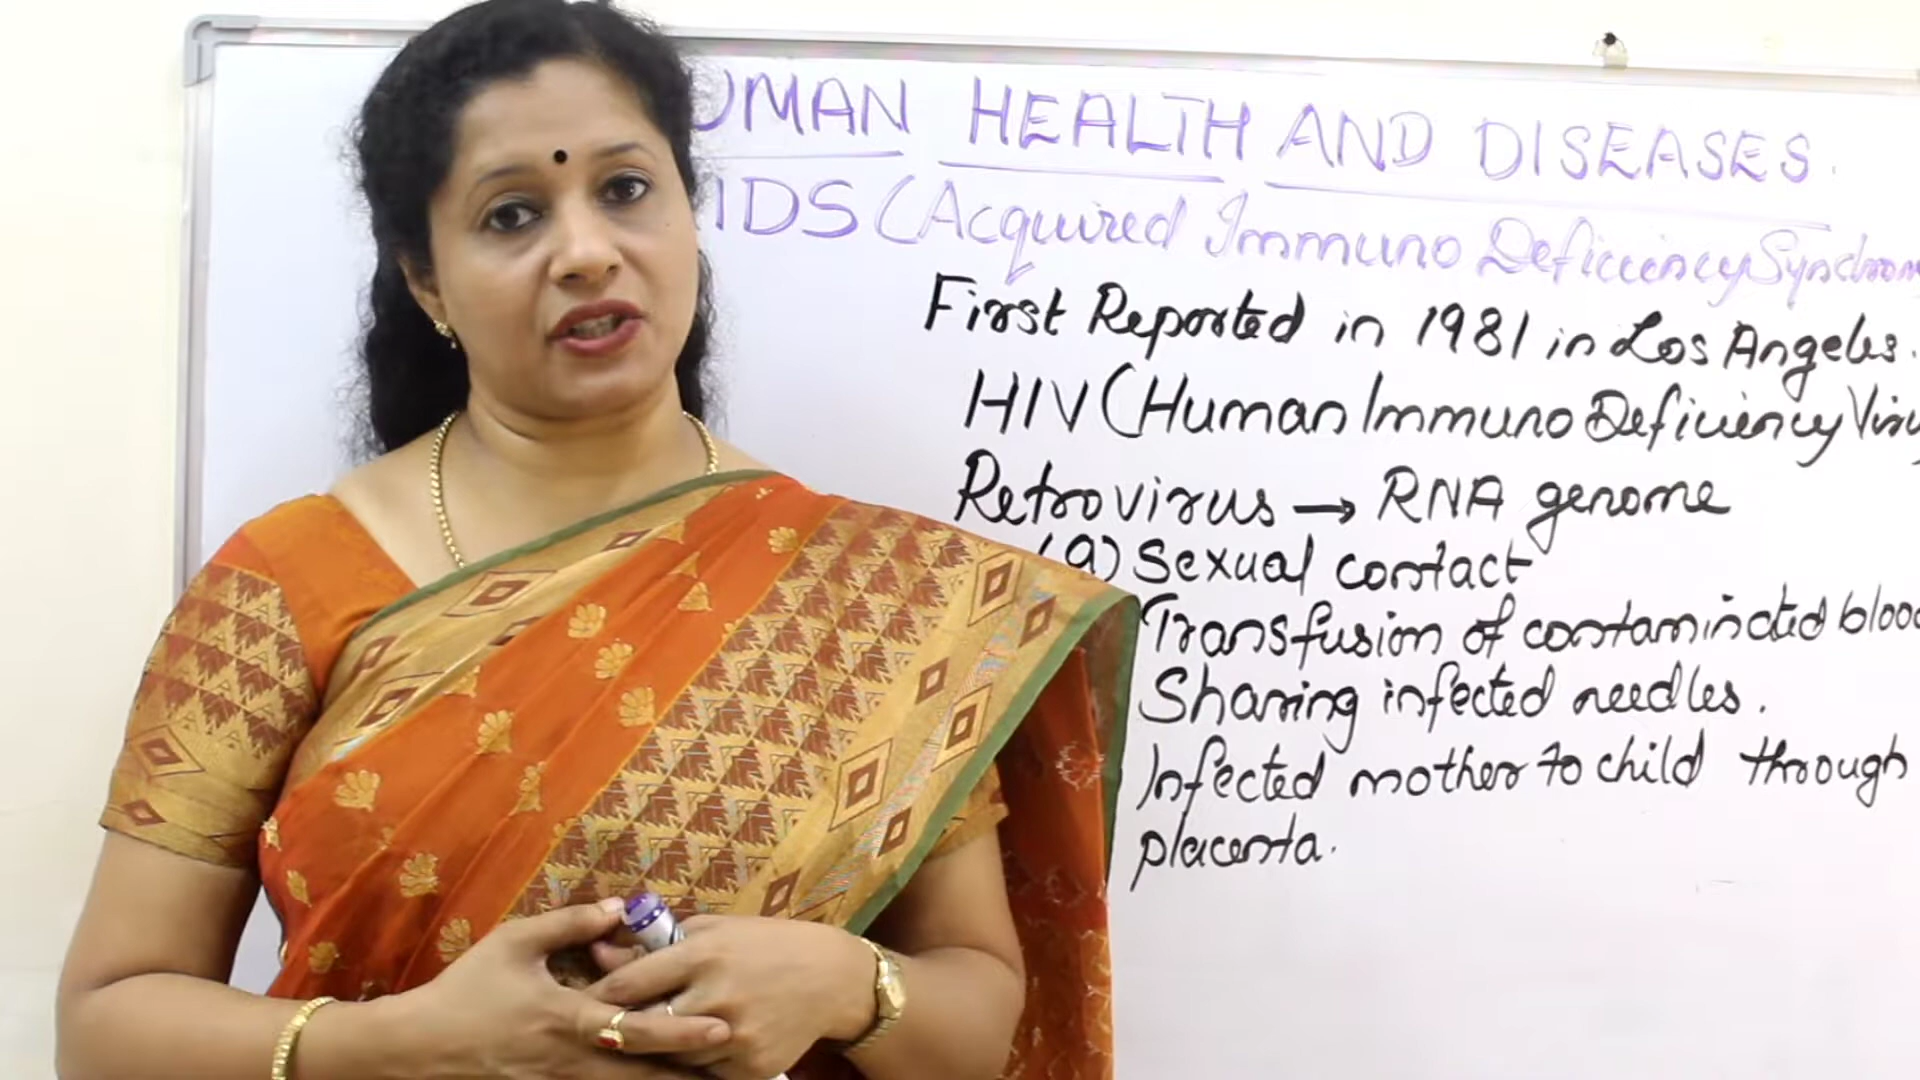 UMAN HEALTH AND DISEASES.
IDS (Acquired Immuno Deficiency Syndrom
First Reported in 1981 in Los Angeles.
HIV (Human Immuno Deficiency Viru
Retrovirus → RNA genome
(a) Sexual contact
Transfusion of contaminated blood
Sharing infected needles.
Infected mother to child through
placenta.